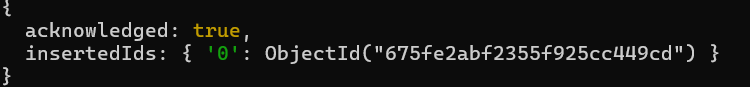 {
acknowledged: true,
insertedIds: { '0': ObjectId("675fe2abf2355f925cc449cd") }
}